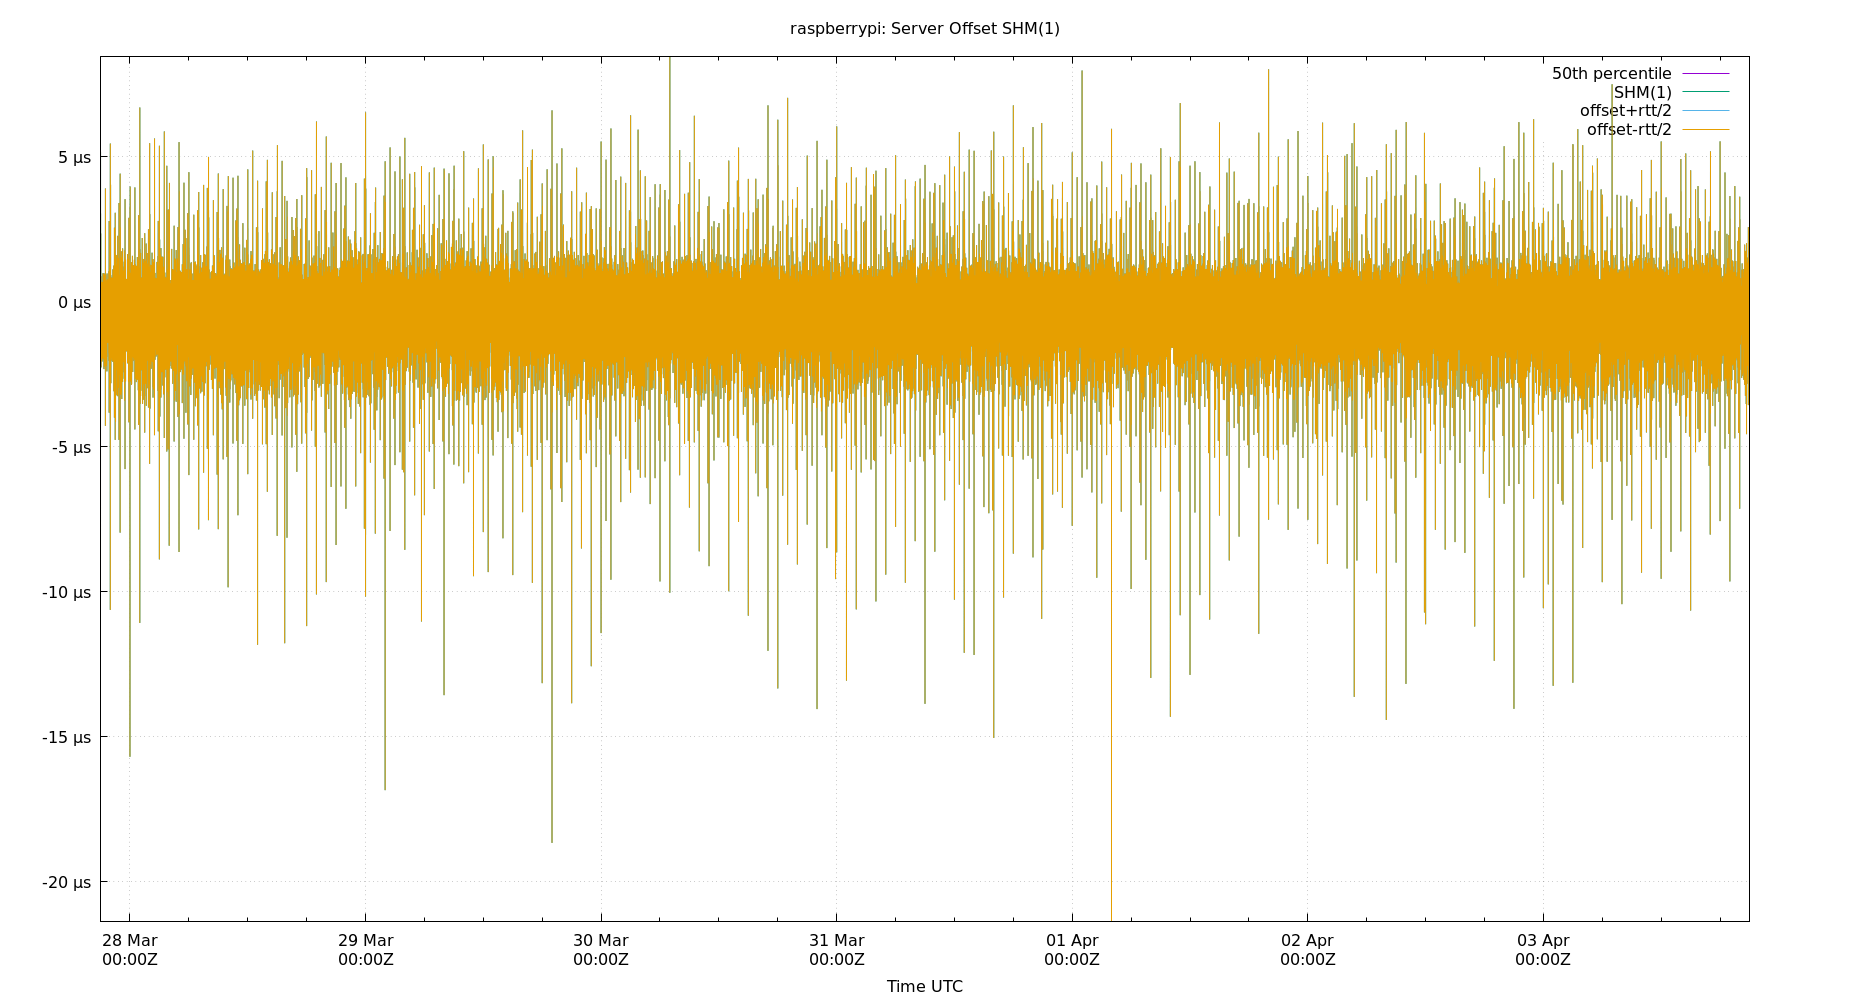 raspberrypi: Server Offset SHM(1)
50th percentile
SHM(1)
offset+rtt/2
offset-rtt/2
5 µs
0 µs
-5 µs
-10 µs
-15 µs
-20 µs
28 Mar 29 Mar 30 Mar 31 Mar 01 Apr 02 Apr 03 Apr
00:00Z 00:00Z 00:00Z 00:00Z 00:00Z 00:00Z 00:00Z
Time UTC